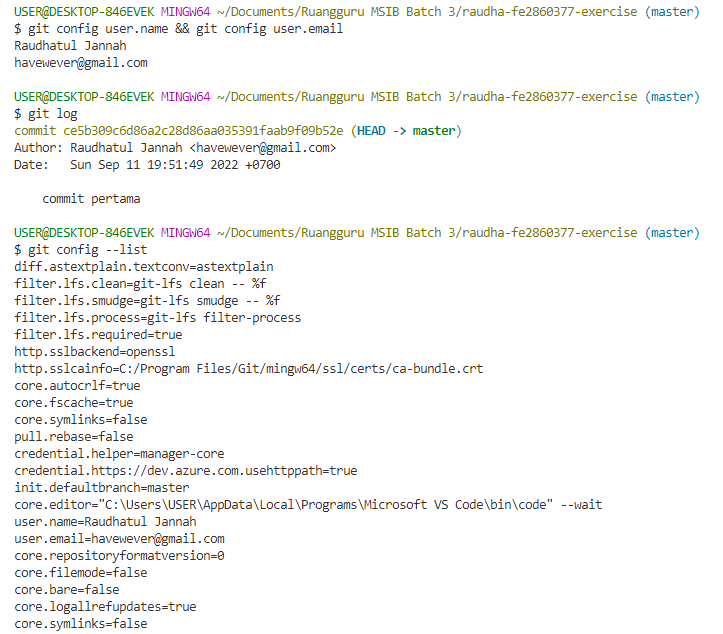 USER@DESKTOP-846EVEK MINGW64 ~/Documents/Ruangguru MSIB Batch 3/raudha-fe2860377-exercise (master)
$ git config user.name && git config user.email
Raudhatul Jannah
havewever@gmail.com
USER@DESKTOP-846EVEK MINGW64 ~/Documents/Ruangguru MSIB Batch 3/raudha-fe2860377-exercise (master)
$ git log
commit ce5b309c6d86a2c28d86aa035391faab9f09b52e (HEAD -> master)
Author: Raudhatul Jannah <havewever@gmail.com>
Date:   Sun Sep 11 19:51:49 2022 +0700
    commit pertama
USER@DESKTOP-846EVEK MINGW64 ~/Documents/Ruangguru MSIB Batch 3/raudha-fe2860377-exercise (master)
$ git config --list
diff.astextplain.textconv=astextplain
filter.lfs.clean=git-lfs clean -- %f
filter.lfs.smudge=git-lfs smudge -- %f
filter.lfs.process=git-lfs filter-process
filter.lfs.required=true
http.sslbackend=openssl
http.sslcainfo=C:/Program Files/Git/mingw64/ssl/certs/ca-bundle.crt
core.autocrlf=true
core.fscache=true
core.symlinks=false
pull.rebase=false
credential.helper=manager-core
credential.https://dev.azure.com.usehttppath=true
init.defaultbranch=master
core.editor="C:\Users\USER\AppData\Local\Programs\Microsoft VS Code\bin\code" --wait
user.name=Raudhatul Jannah
user.email=havewever@gmail.com
core.repositoryformatversion=0
core.filemode=false
core.bare=false
core.logallrefupdates=true
core.symlinks=false